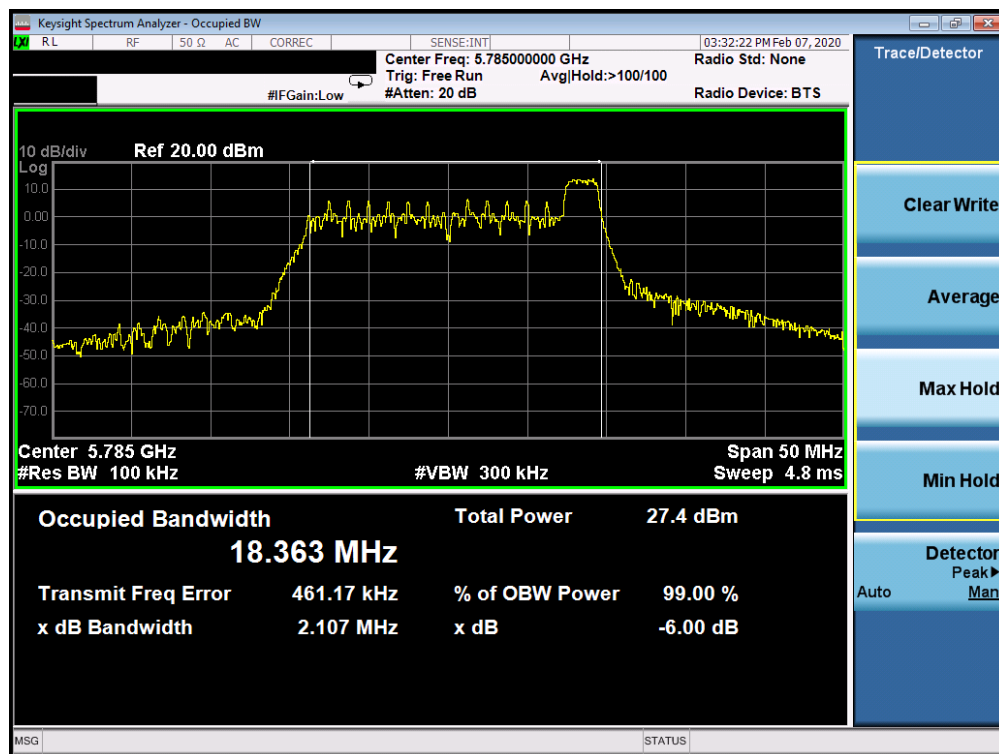 Keysight Spectrum Analyzer - Occupied BW
LXI RL RF 50 Ω AC CORREC SENSE:INT 03:32:22 PM Feb 07, 2020
Center Freq: 5.785000000 GHz Radio Std: None
Trig: Free Run Avg|Hold:>100/100
#IFGain:Low #Atten: 20 dB Radio Device: BTS
10 dB/div Ref 20.00 dBm
Log
10.0
0.00
-10.0
-20.0
-30.0
-40.0
-50.0
-60.0
-70.0
Center 5.785 GHz Span 50 MHz
#Res BW 100 kHz #VBW 300 kHz Sweep 4.8 ms
Occupied Bandwidth Total Power 27.4 dBm
18.363 MHz
Transmit Freq Error 461.17 kHz % of OBW Power 99.00 %
x dB Bandwidth 2.107 MHz x dB -6.00 dB
MSG STATUS
Trace/Detector
Clear Write
Average
Max Hold
Min Hold
Detector
Peak▶
Auto Man